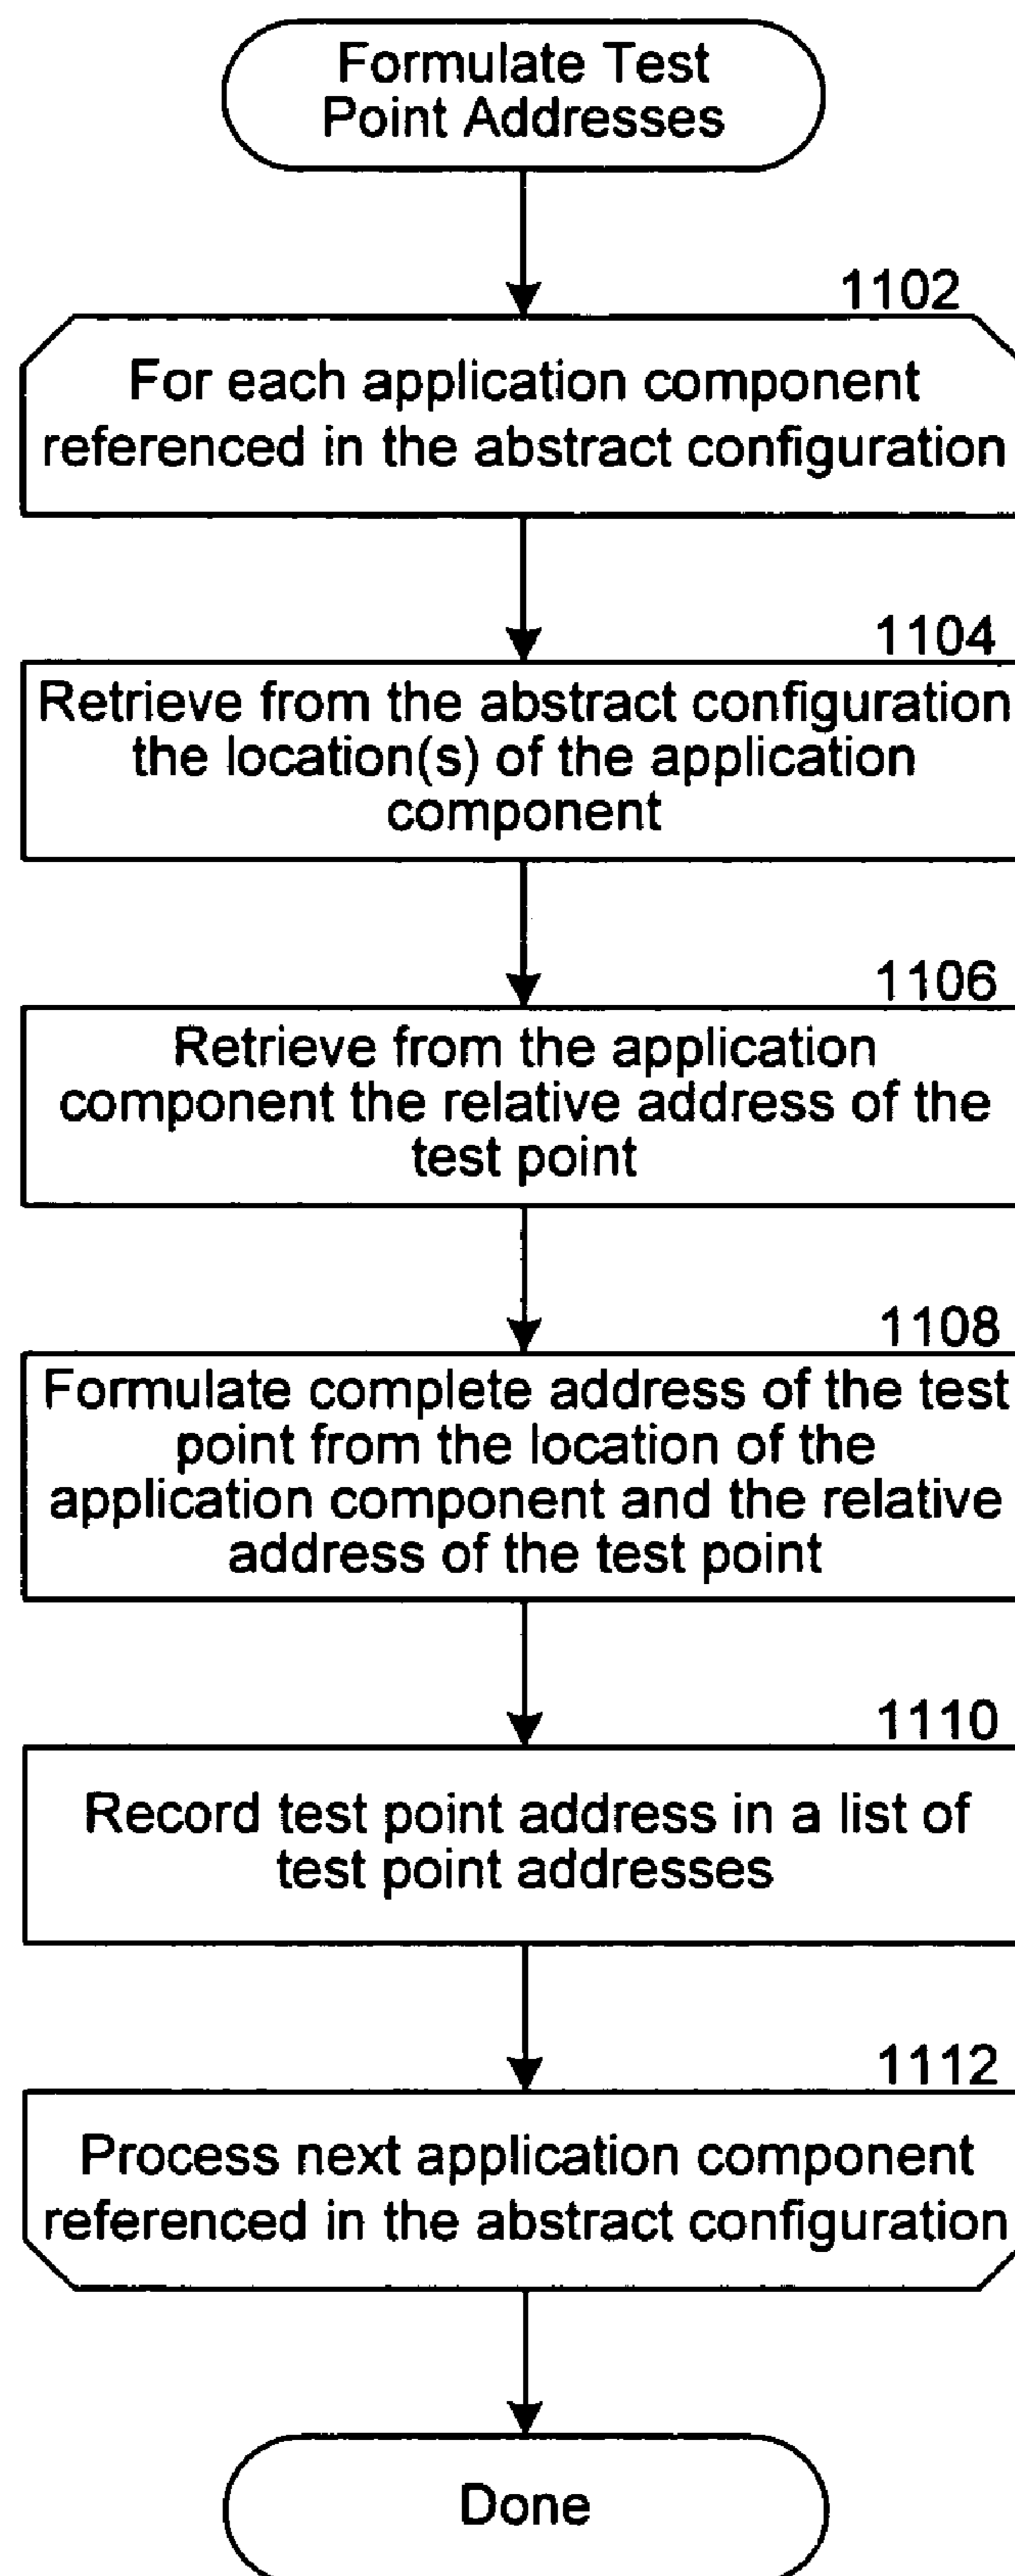 Formulate Test
Point Addresses
1102
For each application component
referenced in the abstract configuration
1104
Retrieve from the abstract configuration
the location(s) of the application
component
1106
Retrieve from the application
component the relative address of the
test point
1108
Formulate complete address of the test
point from the location of the
application component and the relative
address of the test point
1110
Record test point address in a list of
test point addresses
1112
Process next application component
referenced in the abstract configuration
Done